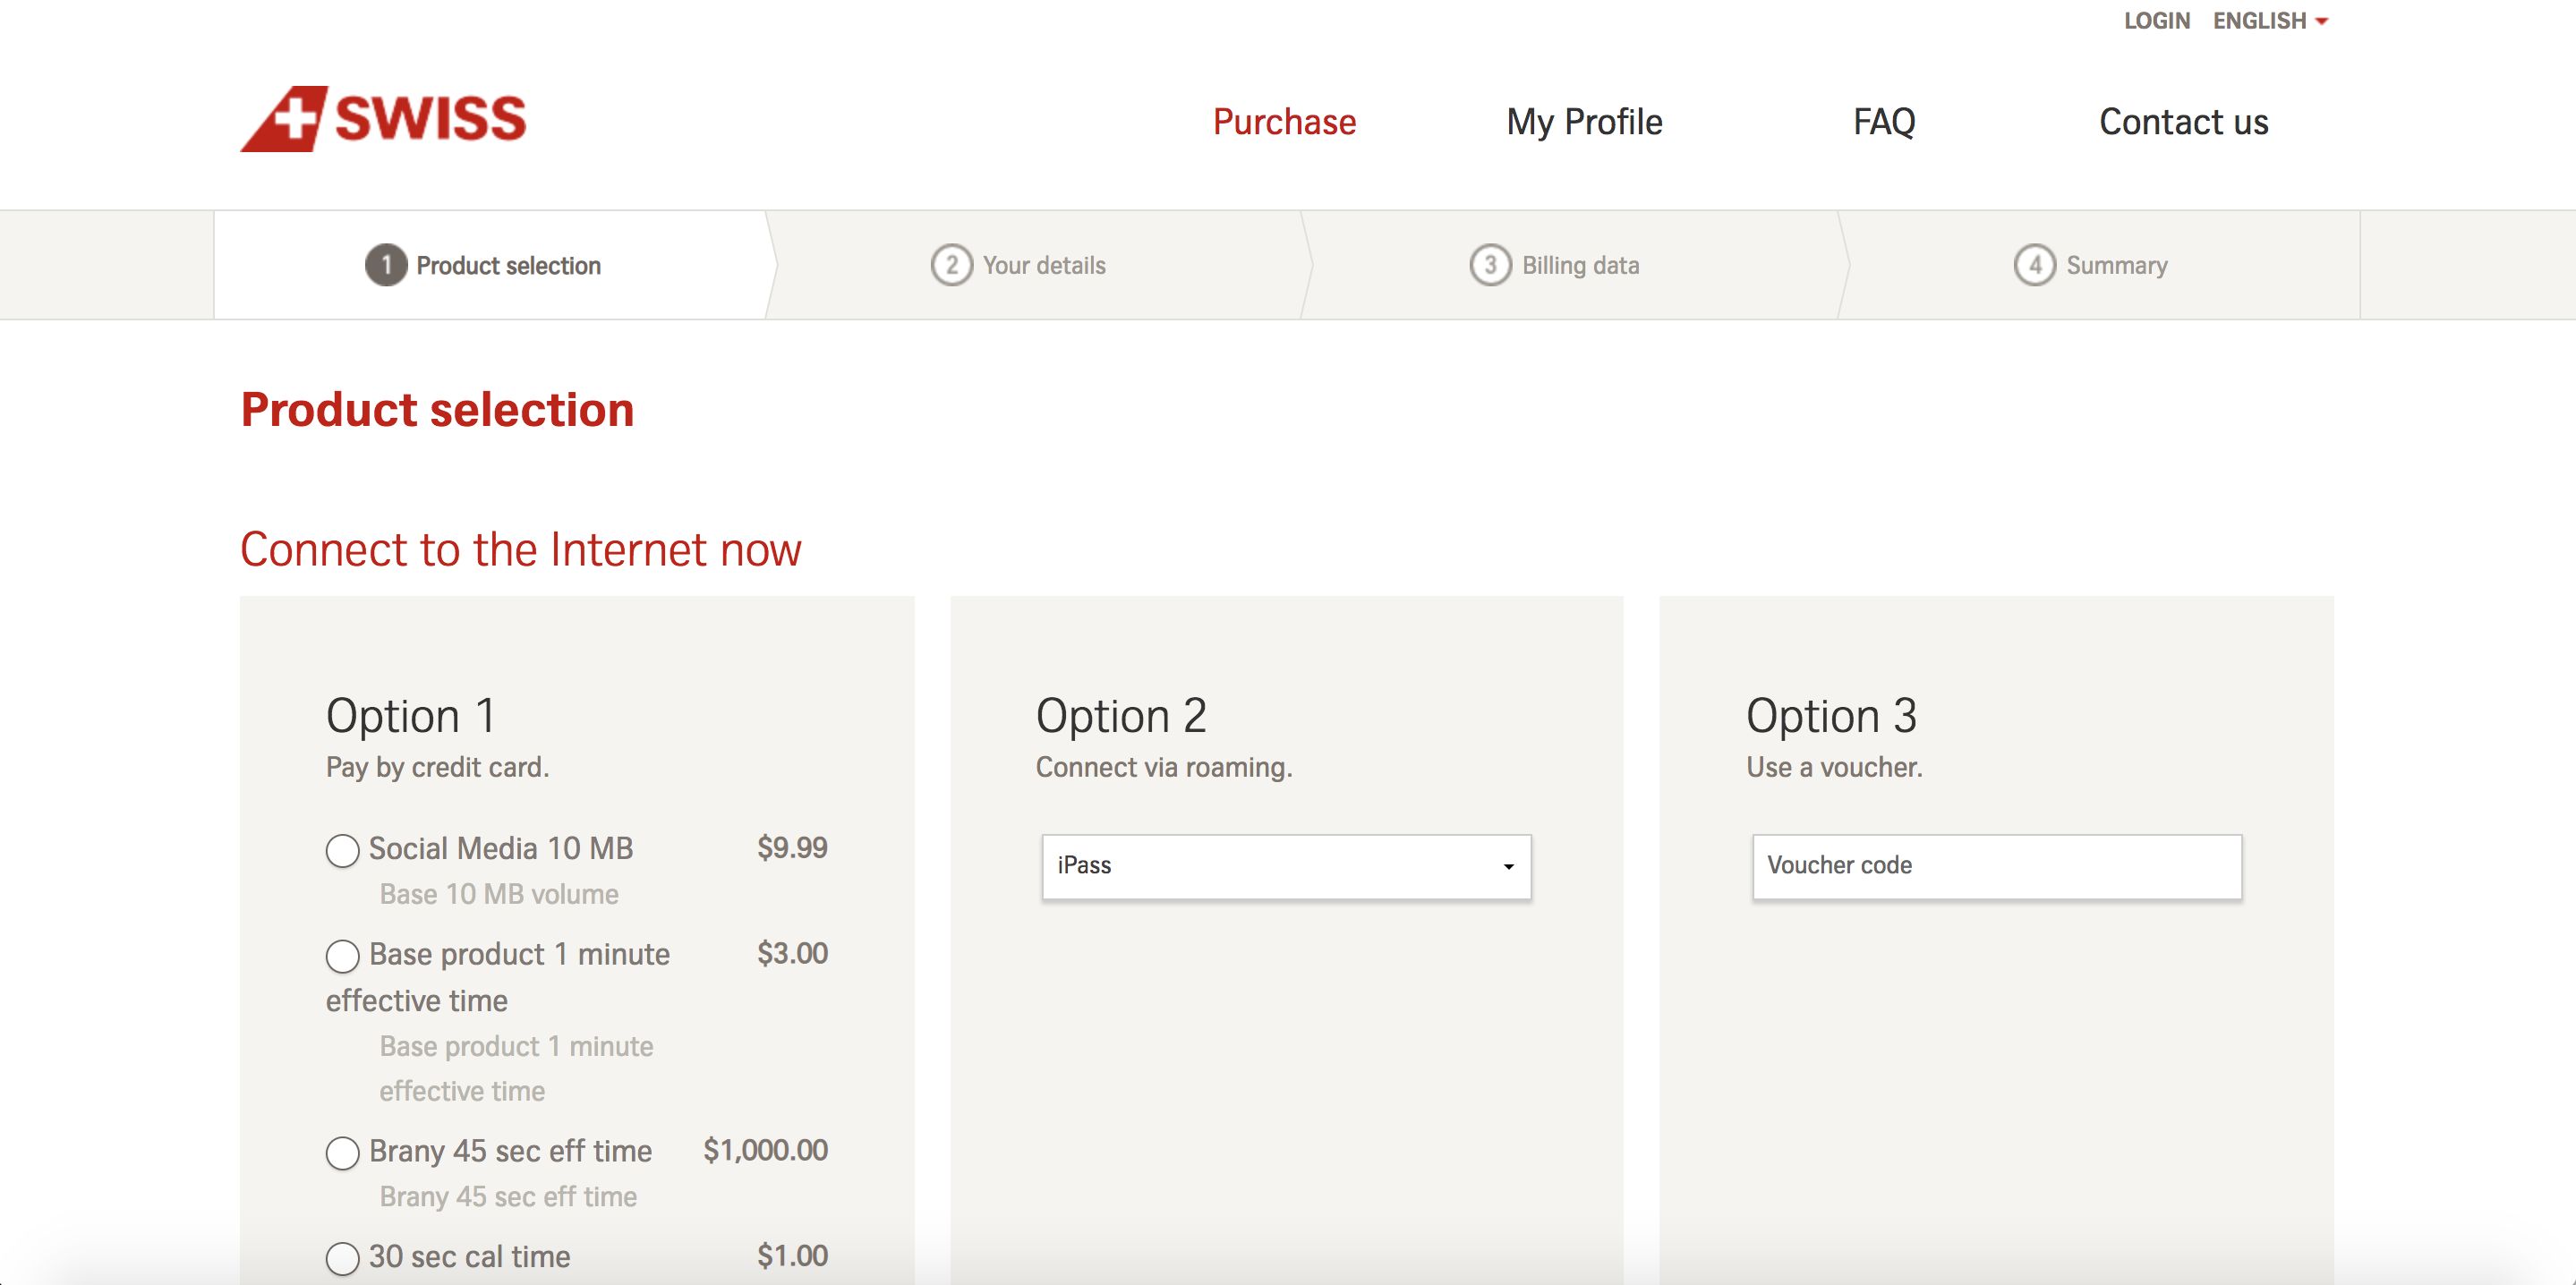 LOGIN ENGLISH
SWISS
Purchase My Profile FAQ Contact us
1 Product selection 2 Your details 3 Billing data 4 Summary
Product selection
Connect to the Internet now
Option 1
Pay by credit card.
Social Media 10 MB $9.99
Base 10 MB volume
Base product 1 minute $3.00
effective time
Base product 1 minute
effective time
Brany 45 sec eff time $1,000.00
Brany 45 sec eff time
30 sec cal time $1.00
Option 2
Connect via roaming.
iPass
Option 3
Use a voucher.
Voucher code